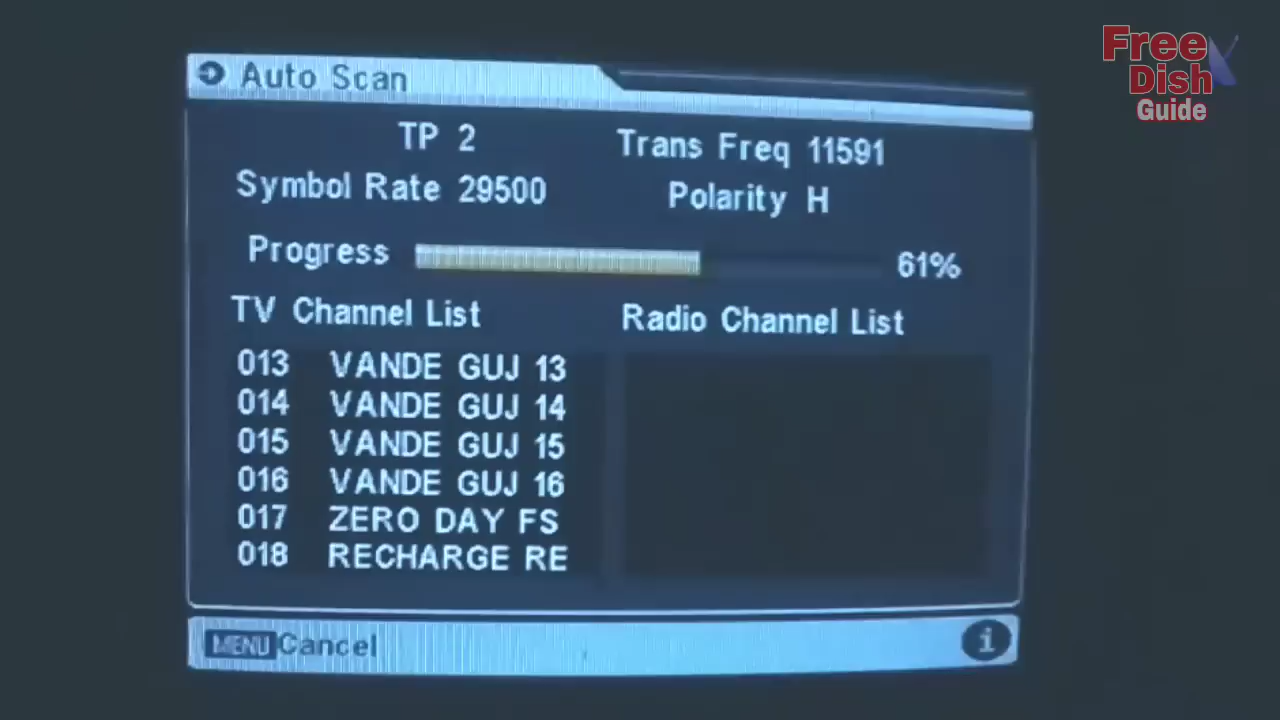 Free
Dish
Guide
Auto Scan
TP 2 Trans Freq 11591
Symbol Rate 29500 Polarity H
Progress 61%
TV Channel List Radio Channel List
013 VANDE GUJ 13
014 VANDE GUJ 14
015 VANDE GUJ 15
016 VANDE GUJ 16
017 ZERO DAY FS
018 RECHARGE RE
MENU Cancel i